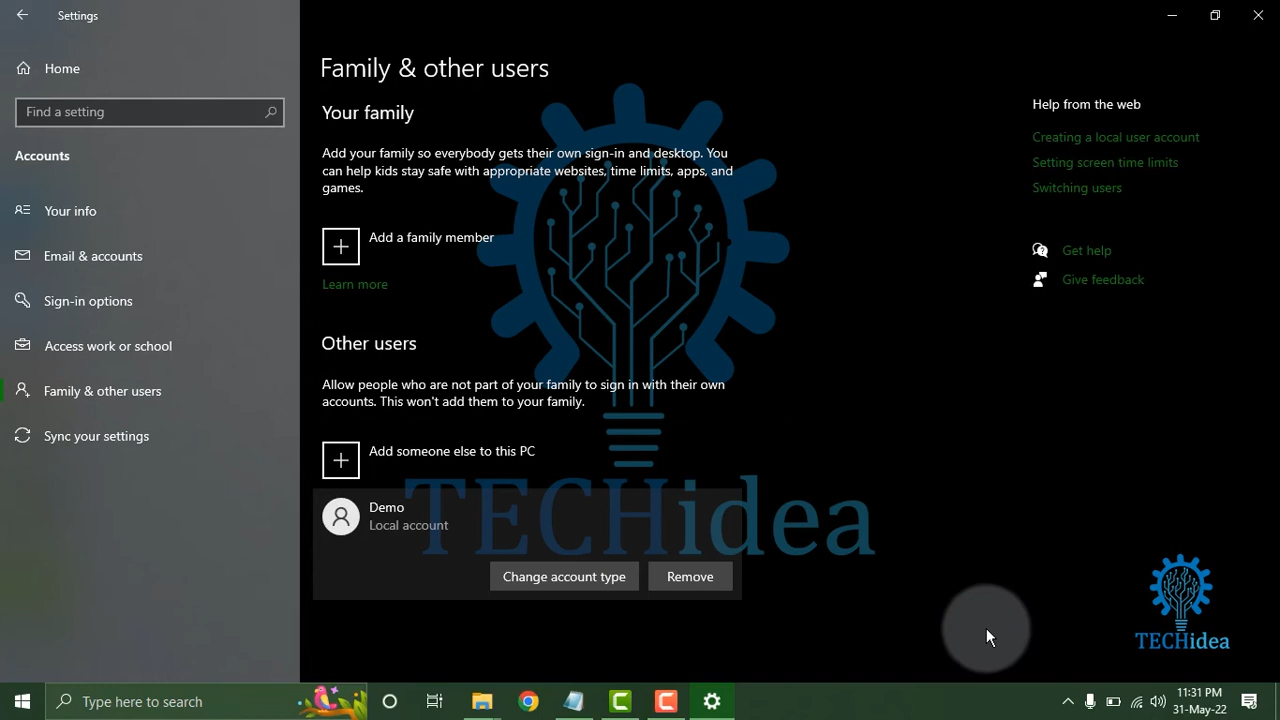 Settings
Home
Find a setting
Accounts
Your info
Email & accounts
Sign-in options
Access work or school
Family & other users
Sync your settings
Family & other users
Your family
Add your family so everybody gets their own sign-in and desktop. You
can help kids stay safe with appropriate websites, time limits, apps, and
games.
Add a family member
Learn more
Other users
Allow people who are not part of your family to sign in with their own
accounts. This won't add them to your family.
Add someone else to this PC
TECHidea
Demo
Local account
Change account type
Remove
Help from the web
Creating a local user account
Setting screen time limits
Switching users
Get help
Give feedback
TECHidea
Type here to search
11:31 PM
31-May-22